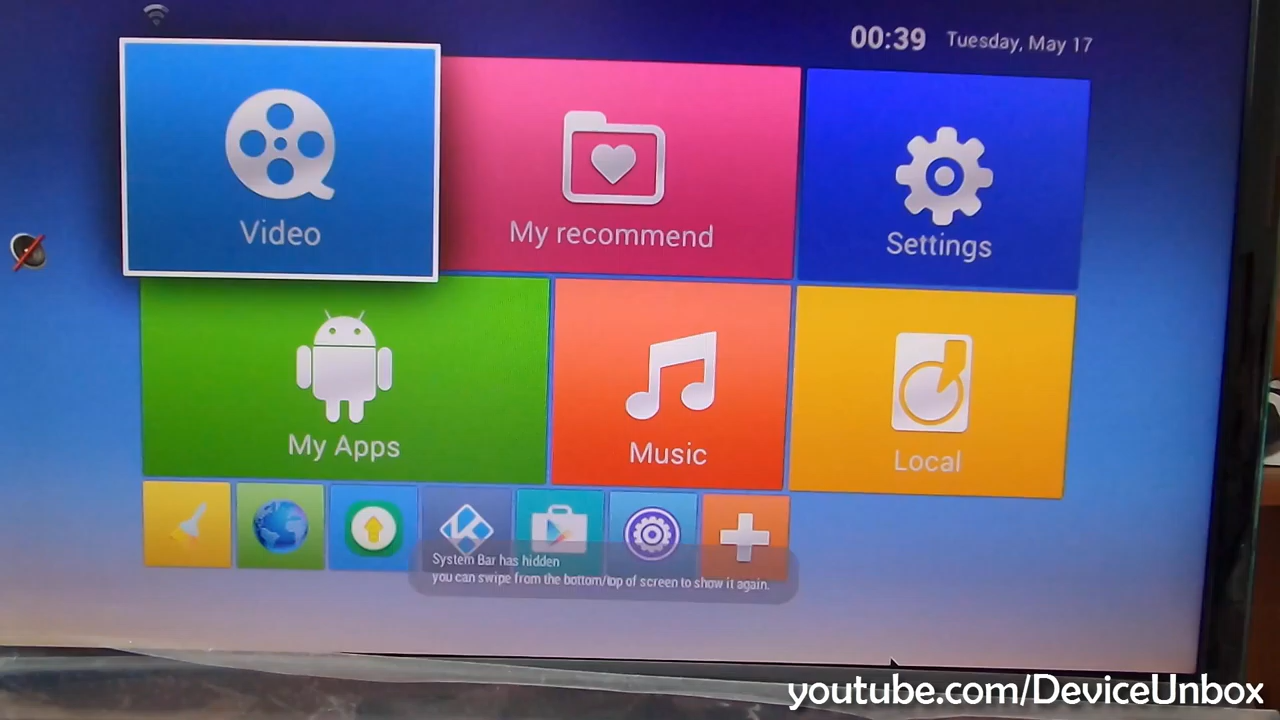 00:39 Tuesday, May 17
Video
My recommend
Settings
My Apps
Music
Local
System Bar has hidden
you can swipe from the bottom/top of screen to show it again.
youtube.com/DeviceUnbox